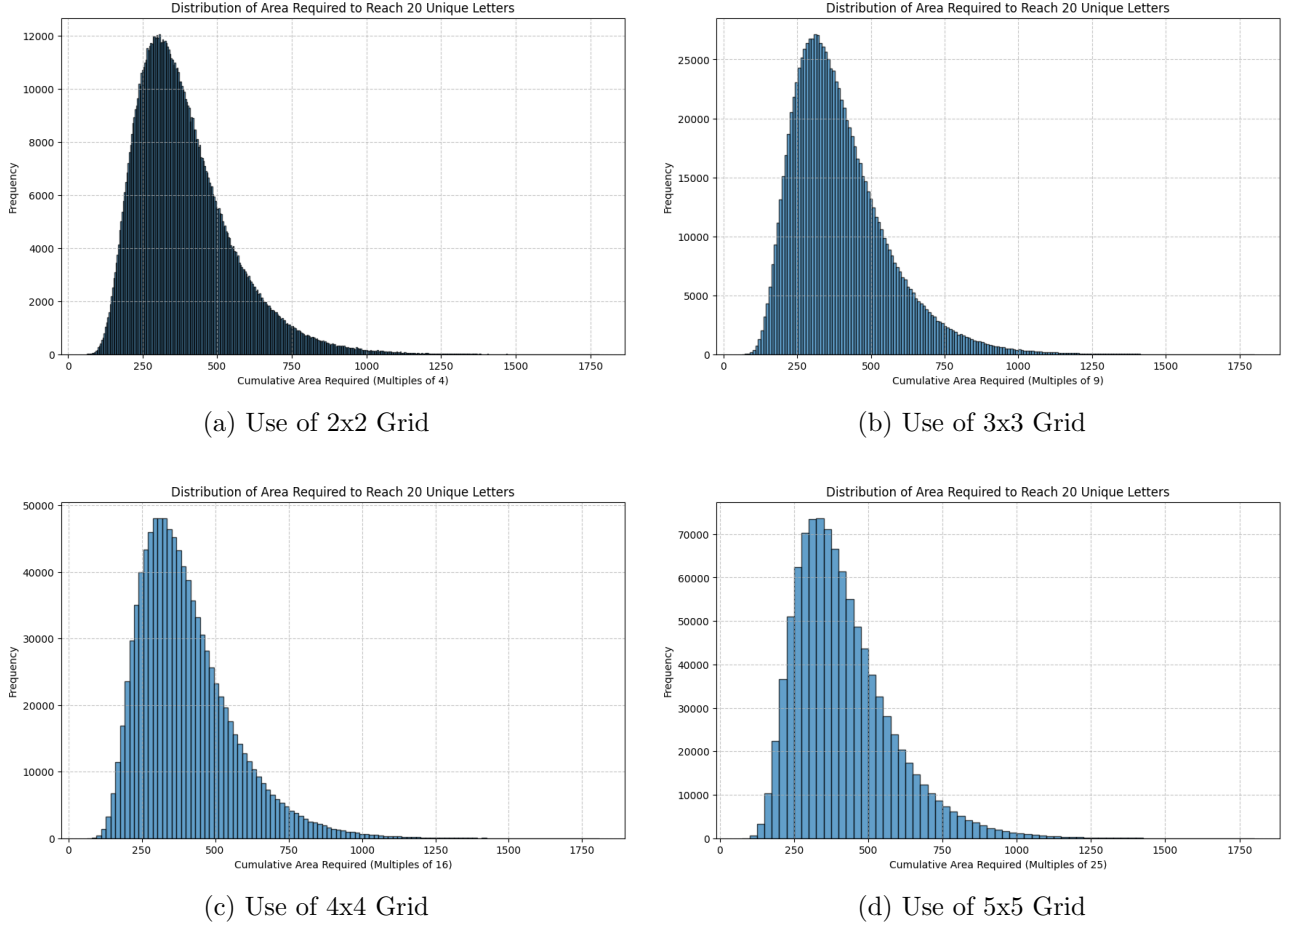 Distribution of Area Required to Reach 20 Unique Letters
12000
10000
8000
6000
4000
2000
0
Frequency
0 250 500 750 1000 1250 1500 1750
Cumulative Area Required (Multiples of 4)
(a) Use of 2x2 Grid
Distribution of Area Required to Reach 20 Unique Letters
25000
20000
15000
10000
5000
0
Frequency
0 250 500 750 1000 1250 1500 1750
Cumulative Area Required (Multiples of 9)
(b) Use of 3x3 Grid
Distribution of Area Required to Reach 20 Unique Letters
50000
40000
30000
20000
10000
0
Frequency
0 250 500 750 1000 1250 1500 1750
Cumulative Area Required (Multiples of 16)
(c) Use of 4x4 Grid
Distribution of Area Required to Reach 20 Unique Letters
70000
60000
50000
40000
30000
20000
10000
0
Frequency
0 250 500 750 1000 1250 1500 1750
Cumulative Area Required (Multiples of 25)
(d) Use of 5x5 Grid